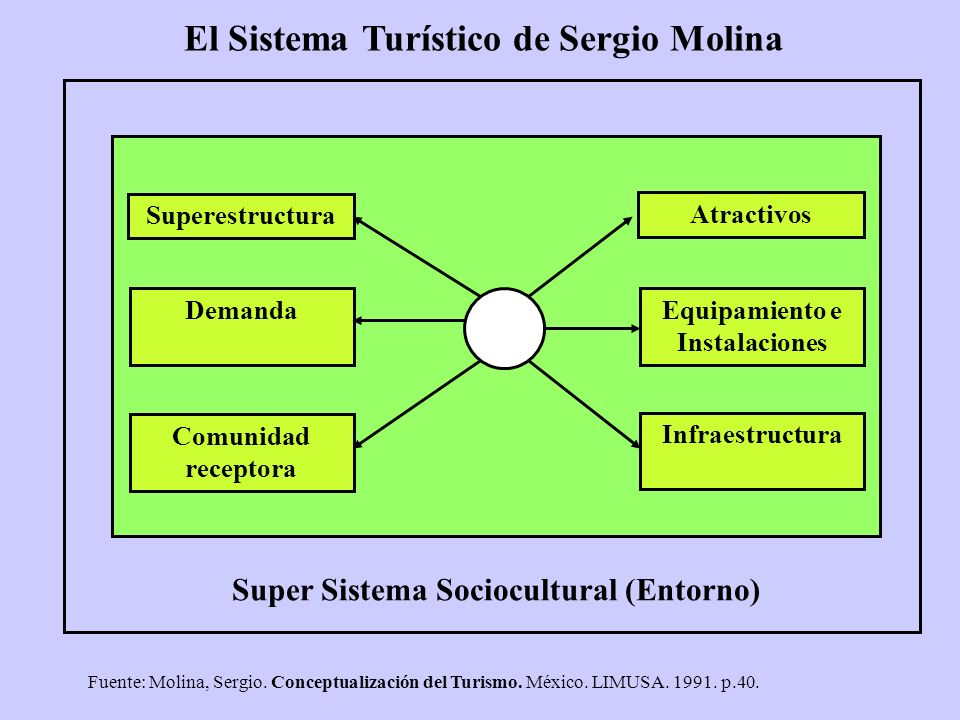 El Sistema Turístico de Sergio Molina
Superestructura
Atractivos
Demanda
Equipamiento e
Instalaciones
Comunidad
receptora
Infraestructura
Super Sistema Sociocultural (Entorno)
Fuente: Molina, Sergio. Conceptualización del Turismo. México. LIMUSA. 1991. p.40.